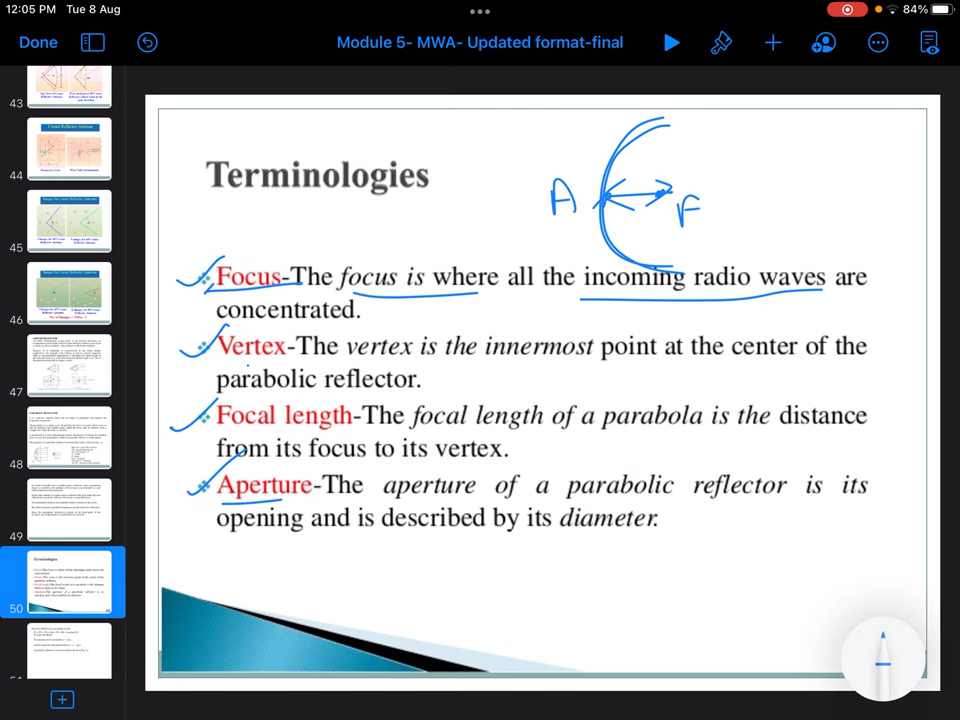 12:05 PM Tue 8 Aug
84%
Done
Module 5- MWA- Updated format-final
43
44
45
46
47
48
49
50
Terminologies
A
F
Focus-The focus is where all the incoming radio waves are
concentrated.
Vertex-The vertex is the innermost point at the center of the
parabolic reflector.
Focal length-The focal length of a parabola is the distance
from its focus to its vertex.
Aperture-The aperture of a parabolic reflector is its
opening and is described by its diameter.